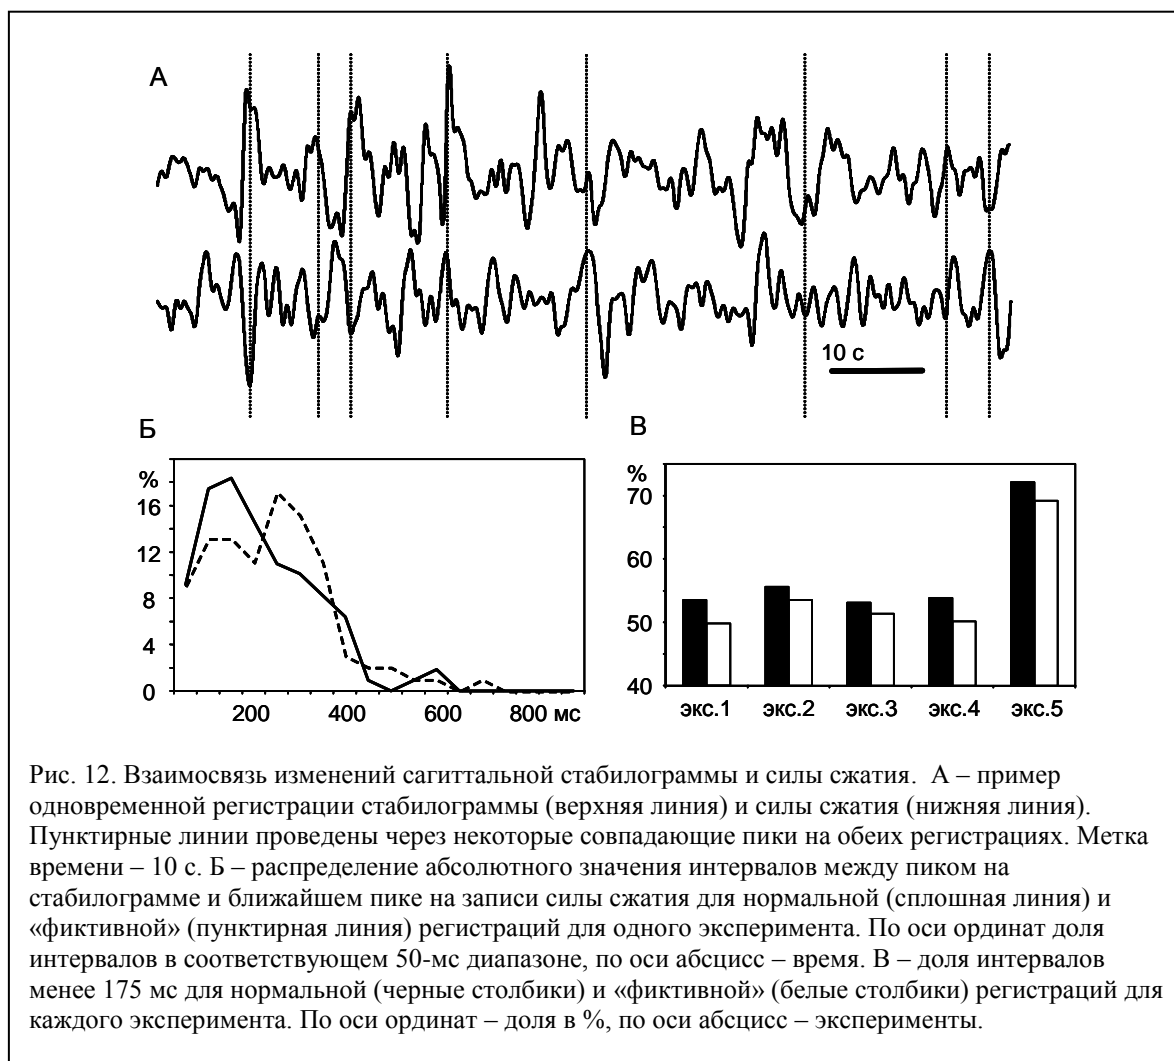 А
10 с
Б
%
16
12
8
4
0
200 400 600 800 мс
В
%
70
60
50
40
экс.1 экс.2 экс.3 экс.4 экс.5
Рис. 12. Взаимосвязь изменений сагиттальной стабилограммы и силы сжатия. А – пример
одновременной регистрации стабилограммы (верхняя линия) и силы сжатия (нижняя линия).
Пунктирные линии проведены через некоторые совпадающие пики на обеих регистрациях. Метка
времени – 10 с. Б – распределение абсолютного значения интервалов между пиком на
стабилограмме и ближайшем пике на записи силы сжатия для нормальной (сплошная линия) и
«фиктивной» (пунктирная линия) регистраций для одного эксперимента. По оси ординат доля
интервалов в соответствующем 50-мс диапазоне, по оси абсцисс – время. В – доля интервалов
менее 175 мс для нормальной (черные столбики) и «фиктивной» (белые столбики) регистраций для
каждого эксперимента. По оси ординат – доля в %, по оси абсцисс – эксперименты.